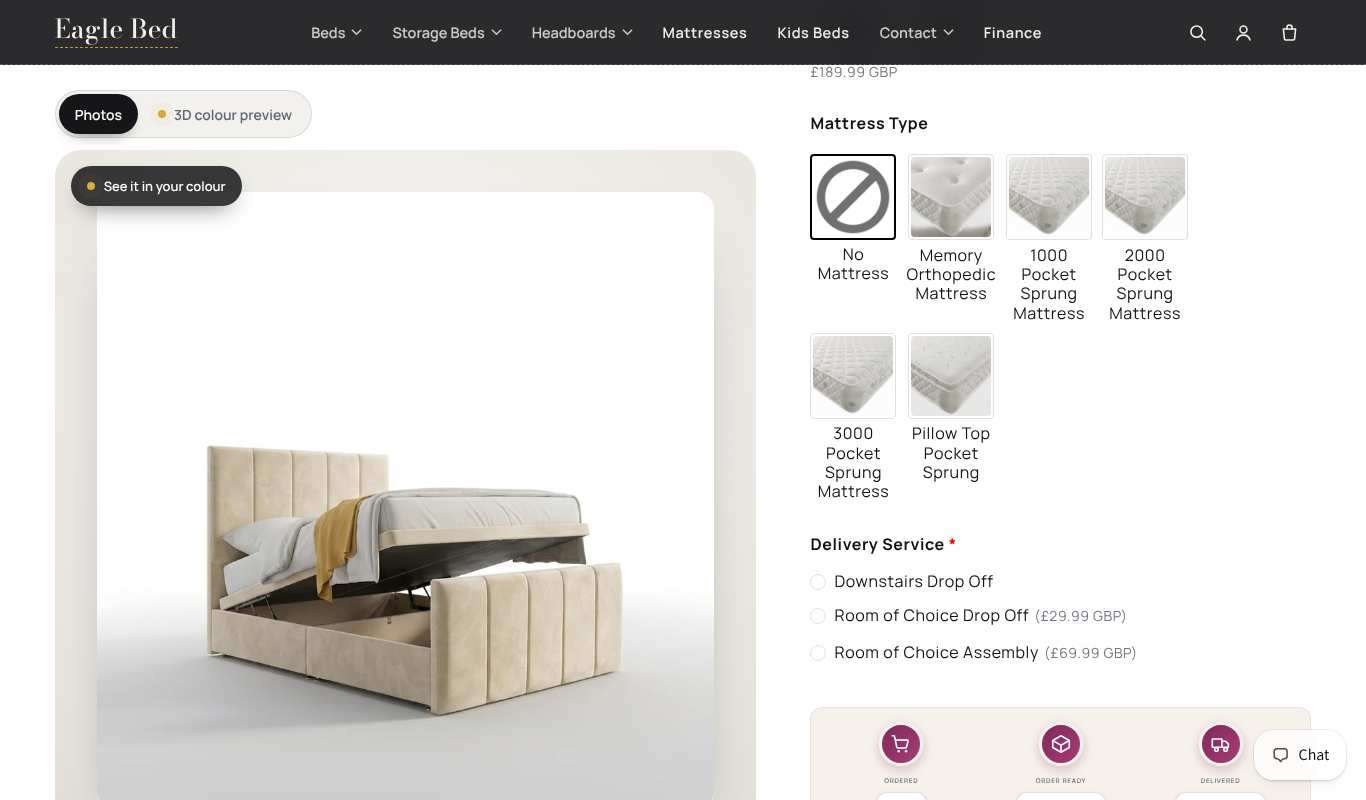 Eagle Bed
Beds
Storage Beds
Headboards
Mattresses
Kids Beds
Contact
Finance
Photos
3D colour preview
See it in your colour
£189.99 GBP
Mattress Type
No
Mattress
Memory
Orthopedic
Mattress
1000
Pocket
Sprung
Mattress
2000
Pocket
Sprung
Mattress
3000
Pocket
Sprung
Mattress
Pillow Top
Pocket
Sprung
Delivery Service *
Downstairs Drop Off
Room of Choice Drop Off (£29.99 GBP)
Room of Choice Assembly (£69.99 GBP)
ORDERED
ORDER READY
DELIVERED
Chat